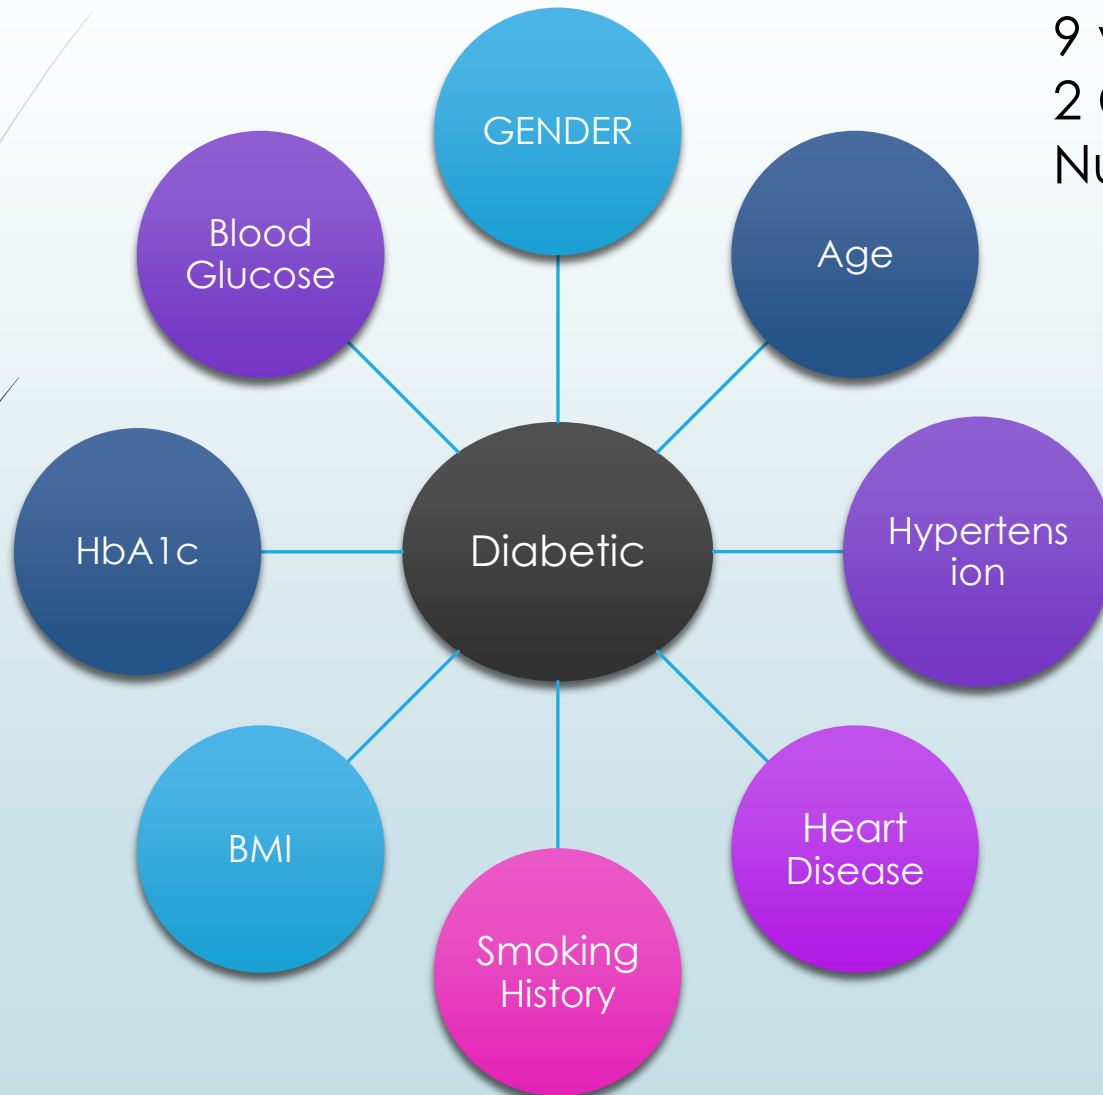 GENDER
9
2
Age
Hypertens
ion
Heart
Disease
Smoking
History
BMI
HbA1c
Blood
Glucose
Diabetic